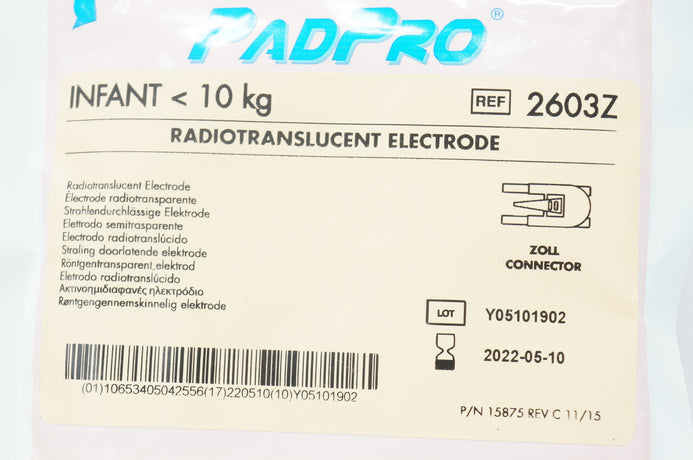 PADPRO®
INFANT < 10 kg
REF 2603Z
RADIOTRANSLUCENT ELECTRODE
Radiotranslucent Electrode
Électrode radiotransparente
Strahlendurchlässige Elektrode
Elettrodo semitrasparente
Electrodo radiotranslúcido
Straling doorlatende elektrode
Röntgentransparent elektrod
Eletrodo radiotranslúcido
Ακτινοημιδιαφανές ηλεκτρόδιο
Røntgengennemskinnelig elektrode
ZOLL
CONNECTOR
LOT Y05101902
2022-05-10
(01)10653405042556(17)220510(10)Y05101902
P/N 15875 REV C 11/15